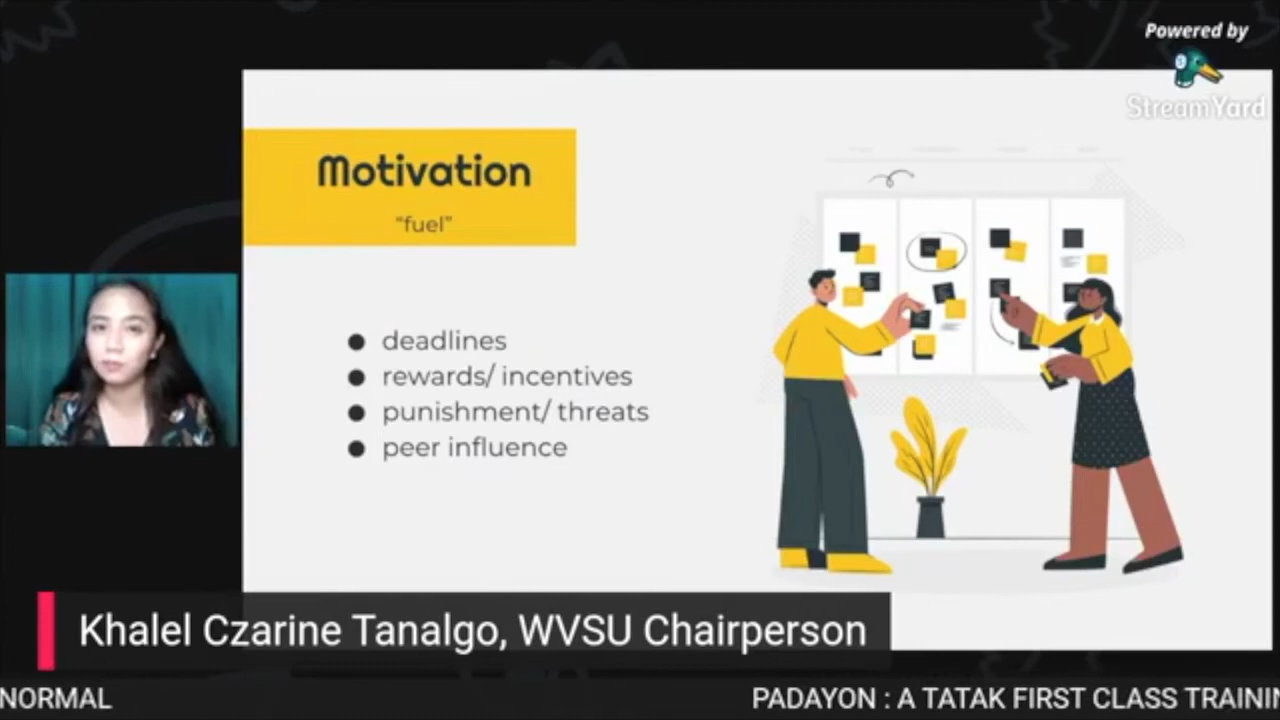 Powered by
StreamYard
Motivation
“fuel”
● deadlines
● rewards/ incentives
● punishment/ threats
● peer influence
Khalel Czarine Tanalgo, WVSU Chairperson
NORMAL
PADAYON : A TATAK FIRST CLASS TRAININ